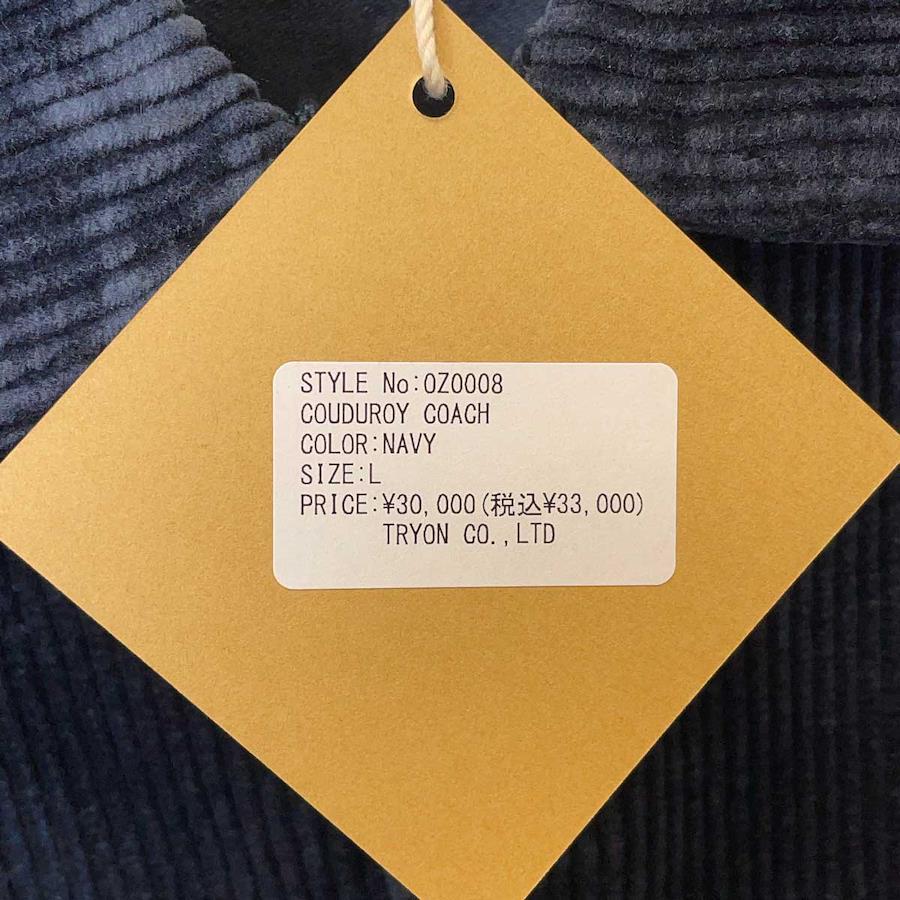 STYLE No:OZ0008
COUDUROY COACH
COLOR:NAVY
SIZE:L
PRICE:¥30,000(税込¥33,000)
TRYON CO.,LTD